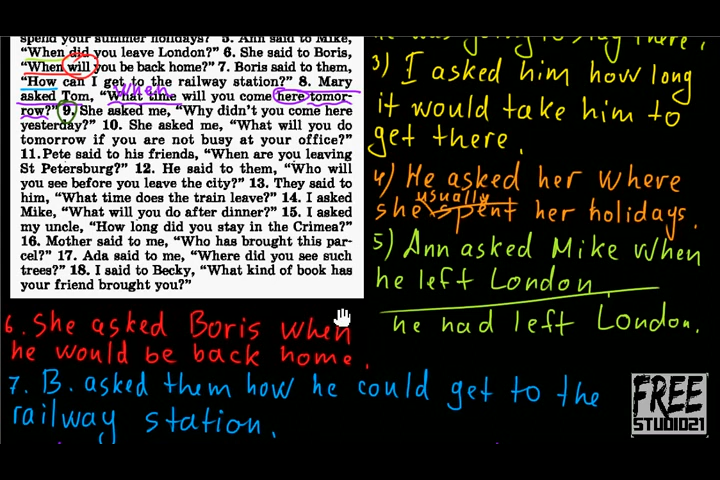 spend your summer holidays?" 5. Ann said to Mike,
"When did you leave London?" 6. She said to Boris,
"When will you be back home?" 7. Boris said to them,
"How can I get to the railway station?" 8. Mary
when
asked Tom, "What time will you come here tomor-
row?" 9. She asked me, "Why didn't you come here
yesterday?" 10. She asked me, "What will you do
tomorrow if you are not busy at your office?"
11. Pete said to his friends, "When are you leaving
St Petersburg?" 12. He said to them, "Who will
you see before you leave the city?" 13. They said to
him, "What time does the train leave?" 14. I asked
Mike, "What will you do after dinner?" 15. I asked
my uncle, "How long did you stay in the Crimea?"
16. Mother said to me, "Who has brought this par-
cel?" 17. Ada said to me, "Where did you see such
trees?" 18. I said to Becky, "What kind of book has
your friend brought you?"
he was going to stay there.
3) I asked him how long
it would take him to
get there.
4) He asked her where
usually
she spent her holidays.
5) Ann asked Mike when
he left London.
he had left London.
6. She asked Boris when
he would be back home.
7. B. asked them how he could get to the
railway station.
FREE
STUDIO21